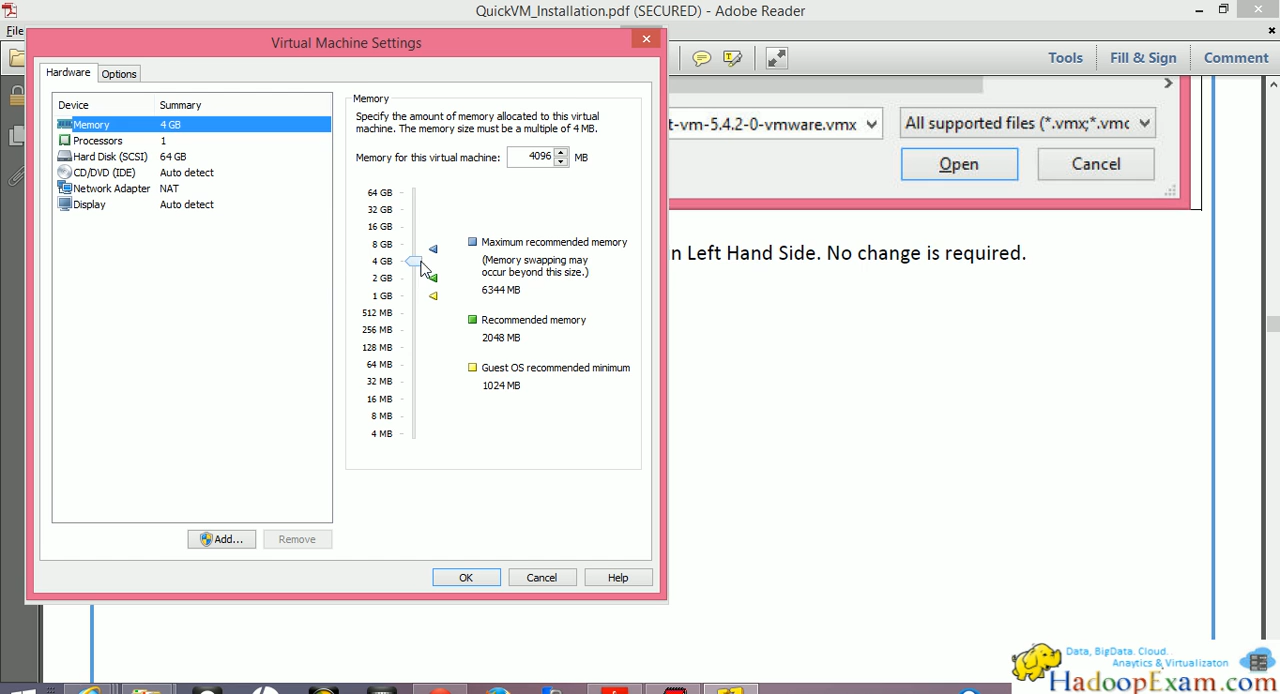 QuickVM_Installation.pdf (SECURED) - Adobe Reader
File
Virtual Machine Settings
Tools
Fill & Sign
Comment
Hardware
Options
Device
Summary
Memory
4 GB
Processors
1
Hard Disk (SCSI)
64 GB
CD/DVD (IDE)
Auto detect
Network Adapter
NAT
Display
Auto detect
Add...
Remove
Memory
Specify the amount of memory allocated to this virtual
machine. The memory size must be a multiple of 4 MB.
Memory for this virtual machine:
4096
MB
64 GB
32 GB
16 GB
8 GB
4 GB
2 GB
1 GB
512 MB
256 MB
128 MB
64 MB
32 MB
16 MB
8 MB
4 MB
Maximum recommended memory
(Memory swapping may
occur beyond this size.)
6344 MB
Recommended memory
2048 MB
Guest OS recommended minimum
1024 MB
OK
Cancel
Help
t-vm-5.4.2-0-vmware.vmx
All supported files (*.vmx;*.vmc
Open
Cancel
n Left Hand Side. No change is required.
Data, BigData. Cloud..
Anaytics & Virtualizaton
HadoopExam.com